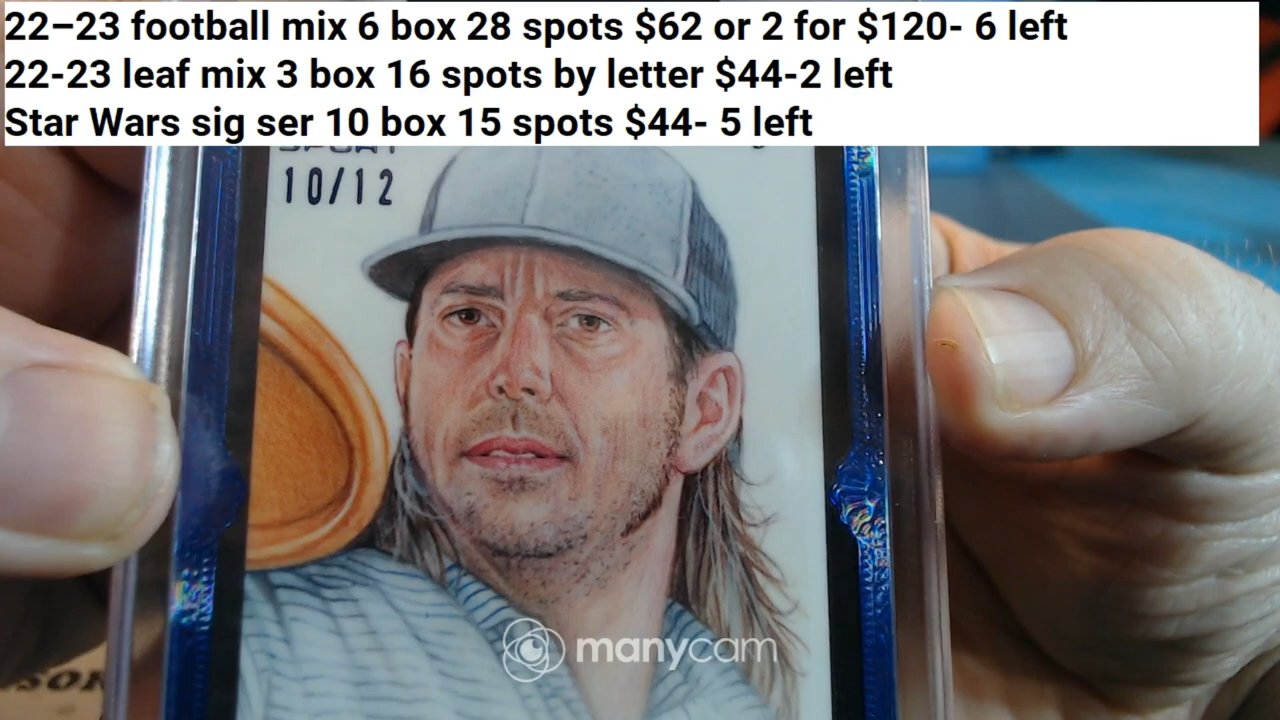 22–23 football mix 6 box 28 spots $62 or 2 for $120- 6 left
22-23 leaf mix 3 box 16 spots by letter $44-2 left
Star Wars sig ser 10 box 15 spots $44- 5 left
SPORT
10/12
manycam